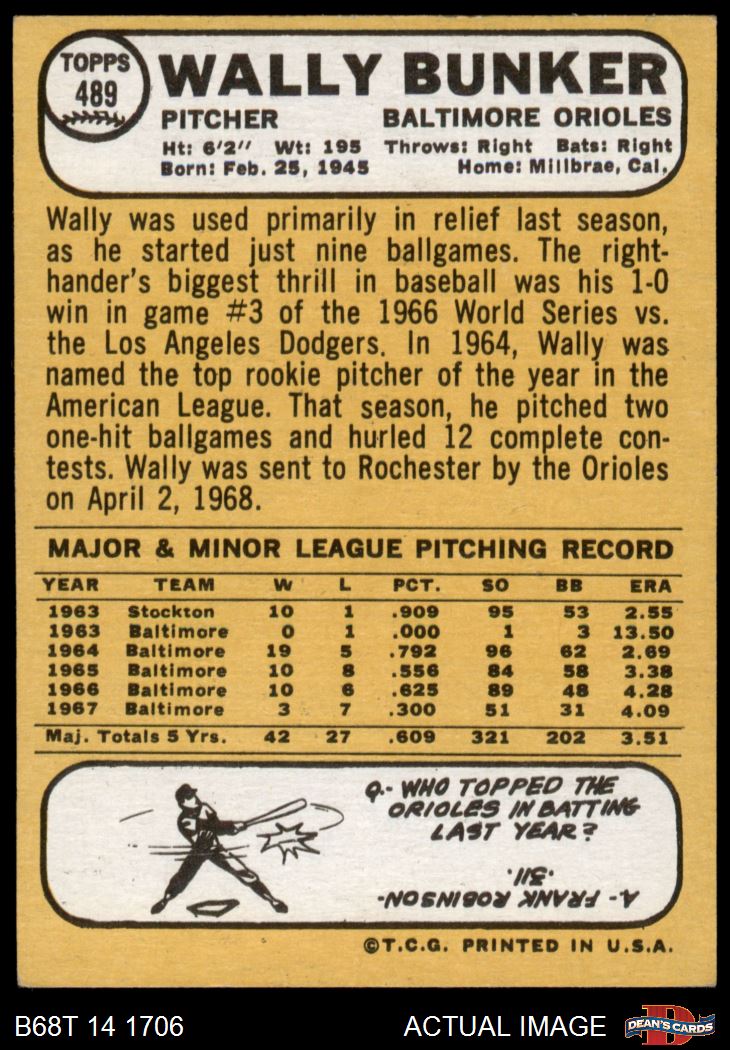 TOPPS
489
WALLY BUNKER
PITCHER BALTIMORE ORIOLES
Ht: 6'2" Wt: 195 Throws: Right Bats: Right
Born: Feb. 25, 1945 Home: Millbrae, Cal.
Wally was used primarily in relief last season,
as he started just nine ballgames. The right-
hander's biggest thrill in baseball was his 1-0
win in game #3 of the 1966 World Series vs.
the Los Angeles Dodgers. In 1964, Wally was
named the top rookie pitcher of the year in the
American League. That season, he pitched two
one-hit ballgames and hurled 12 complete con-
tests. Wally was sent to Rochester by the Orioles
on April 2, 1968.
MAJOR & MINOR LEAGUE PITCHING RECORD
YEAR TEAM W L PCT. SO BB ERA
1963 Stockton 10 1 .909 95 53 2.55
1963 Baltimore 0 1 .000 1 3 13.50
1964 Baltimore 19 5 .792 96 62 2.69
1965 Baltimore 10 8 .556 84 58 3.38
1966 Baltimore 10 6 .625 89 48 4.28
1967 Baltimore 3 7 .300 51 31 4.09
Maj. Totals 5 Yrs. 42 27 .609 321 202 3.51
Q.- WHO TOPPED THE
ORIOLES IN BATTING
LAST YEAR?
A.- FRANK ROBINSON-
.311.
©T.C.G. PRINTED IN U.S.A.
B68T 14 1706 ACTUAL IMAGE
D
DEAN'S CARDS